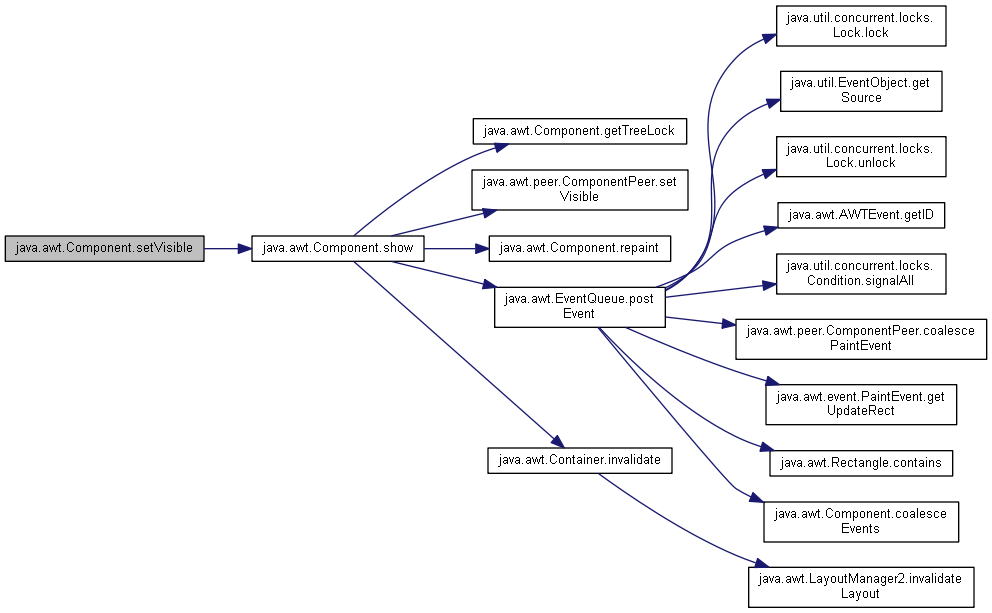 java.awt.Component.setVisible
java.awt.Component.show
java.awt.Component.getTreeLock
java.awt.peer.ComponentPeer.set
Visible
java.awt.Component.repaint
java.awt.EventQueue.post
Event
java.awt.Container.invalidate
java.util.concurrent.locks.
Lock.lock
java.util.EventObject.get
Source
java.util.concurrent.locks.
Lock.unlock
java.awt.AWTEvent.getID
java.util.concurrent.locks.
Condition.signalAll
java.awt.peer.ComponentPeer.coalesce
PaintEvent
java.awt.event.PaintEvent.get
UpdateRect
java.awt.Rectangle.contains
java.awt.Component.coalesce
Events
java.awt.LayoutManager2.invalidate
Layout